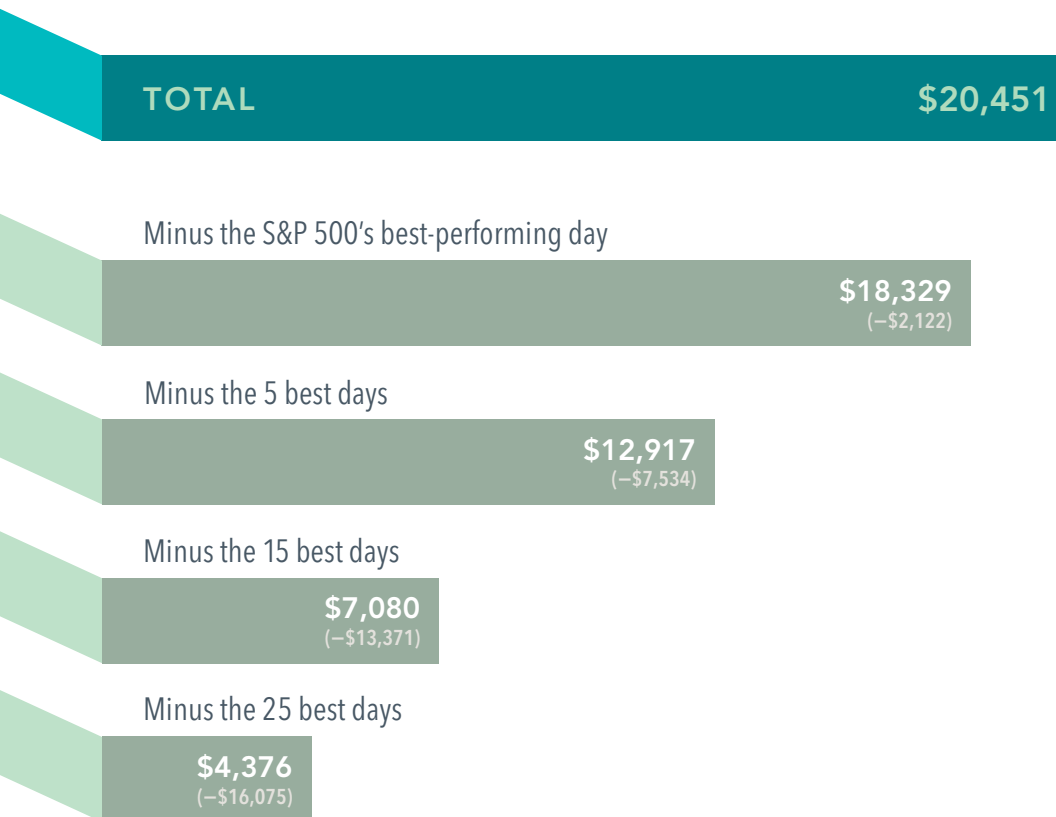 TOTAL $20,451
Minus the S&P 500's best-performing day
$18,329
(—$2,122)
Minus the 5 best days
$12,917
(—$7,534)
Minus the 15 best days
$7,080
(—$13,371)
Minus the 25 best days
$4,376
(—$16,075)